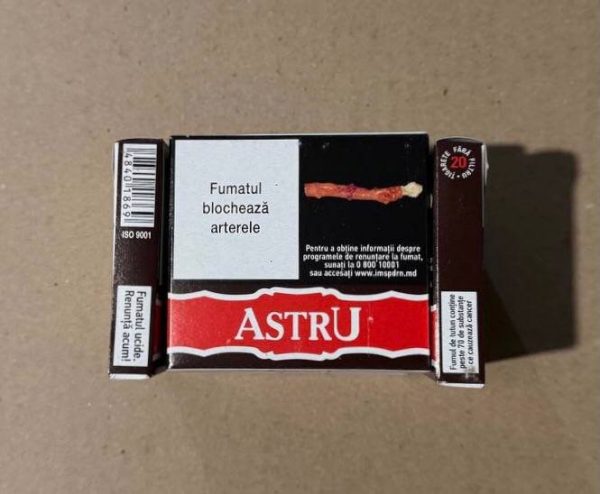 48401869
ISO 9001
Fumatul ucide.
Renunță acum!
Fumatul
blochează
arterele
Pentru a obține informații despre
programele de renunțare la fumat,
sunați la 0 800 10001
sau accesați www.imspdrn.md
ASTRU
20
TIGARETE FĂRĂ FILTRU
Fumul de tutun conține
peste 70 de substanțe
ce cauzează cancer